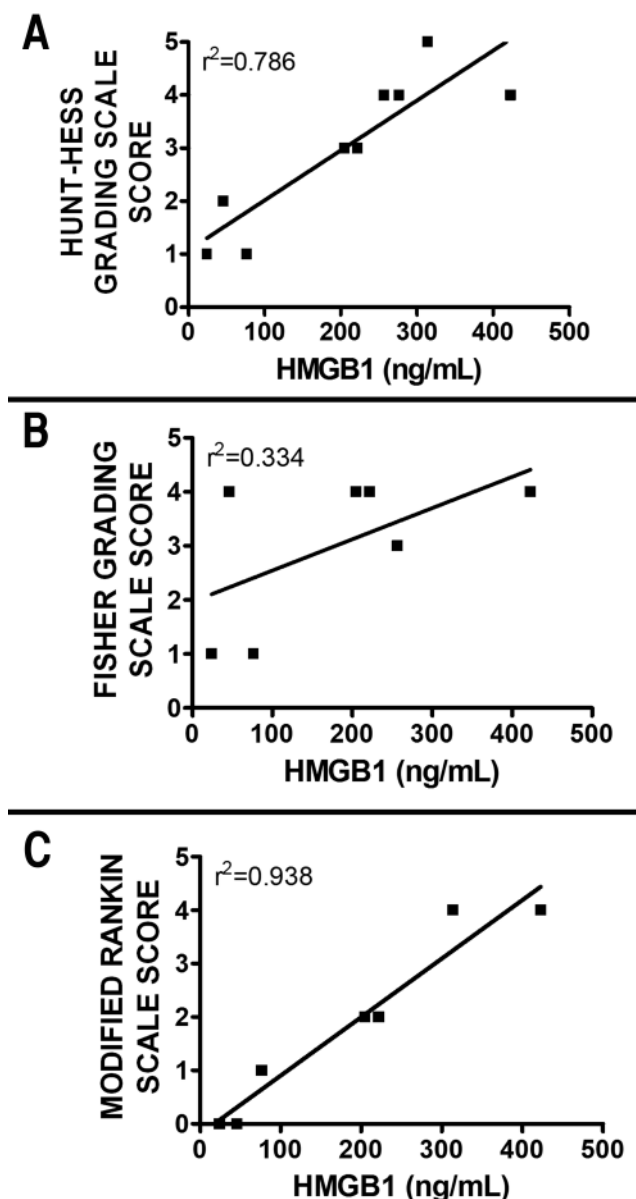 A
r²=0.786
HUNT-HESS
GRADING SCALE
SCORE
5
4
3
2
1
0
0 100 200 300 400 500
HMGB1 (ng/mL)
B
r²=0.334
FISHER GRADING
SCALE SCORE
5
4
3
2
1
0
0 100 200 300 400 500
HMGB1 (ng/mL)
C
r²=0.938
MODIFIED RANKIN
SCALE SCORE
5
4
3
2
1
0
0 100 200 300 400 500
HMGB1 (ng/mL)